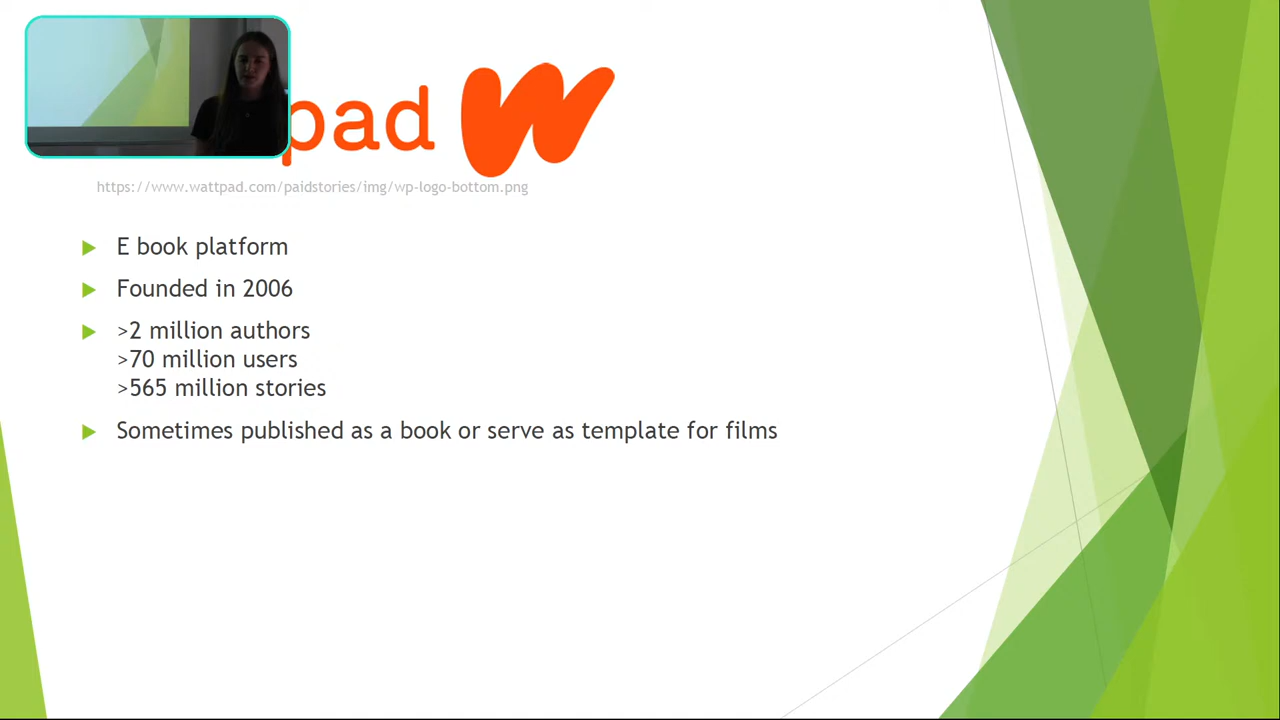 pad
https://www.wattpad.com/paidstories/img/wp-logo-bottom.png
E book platform
Founded in 2006
>2 million authors
>70 million users
>565 million stories
Sometimes published as a book or serve as template for films